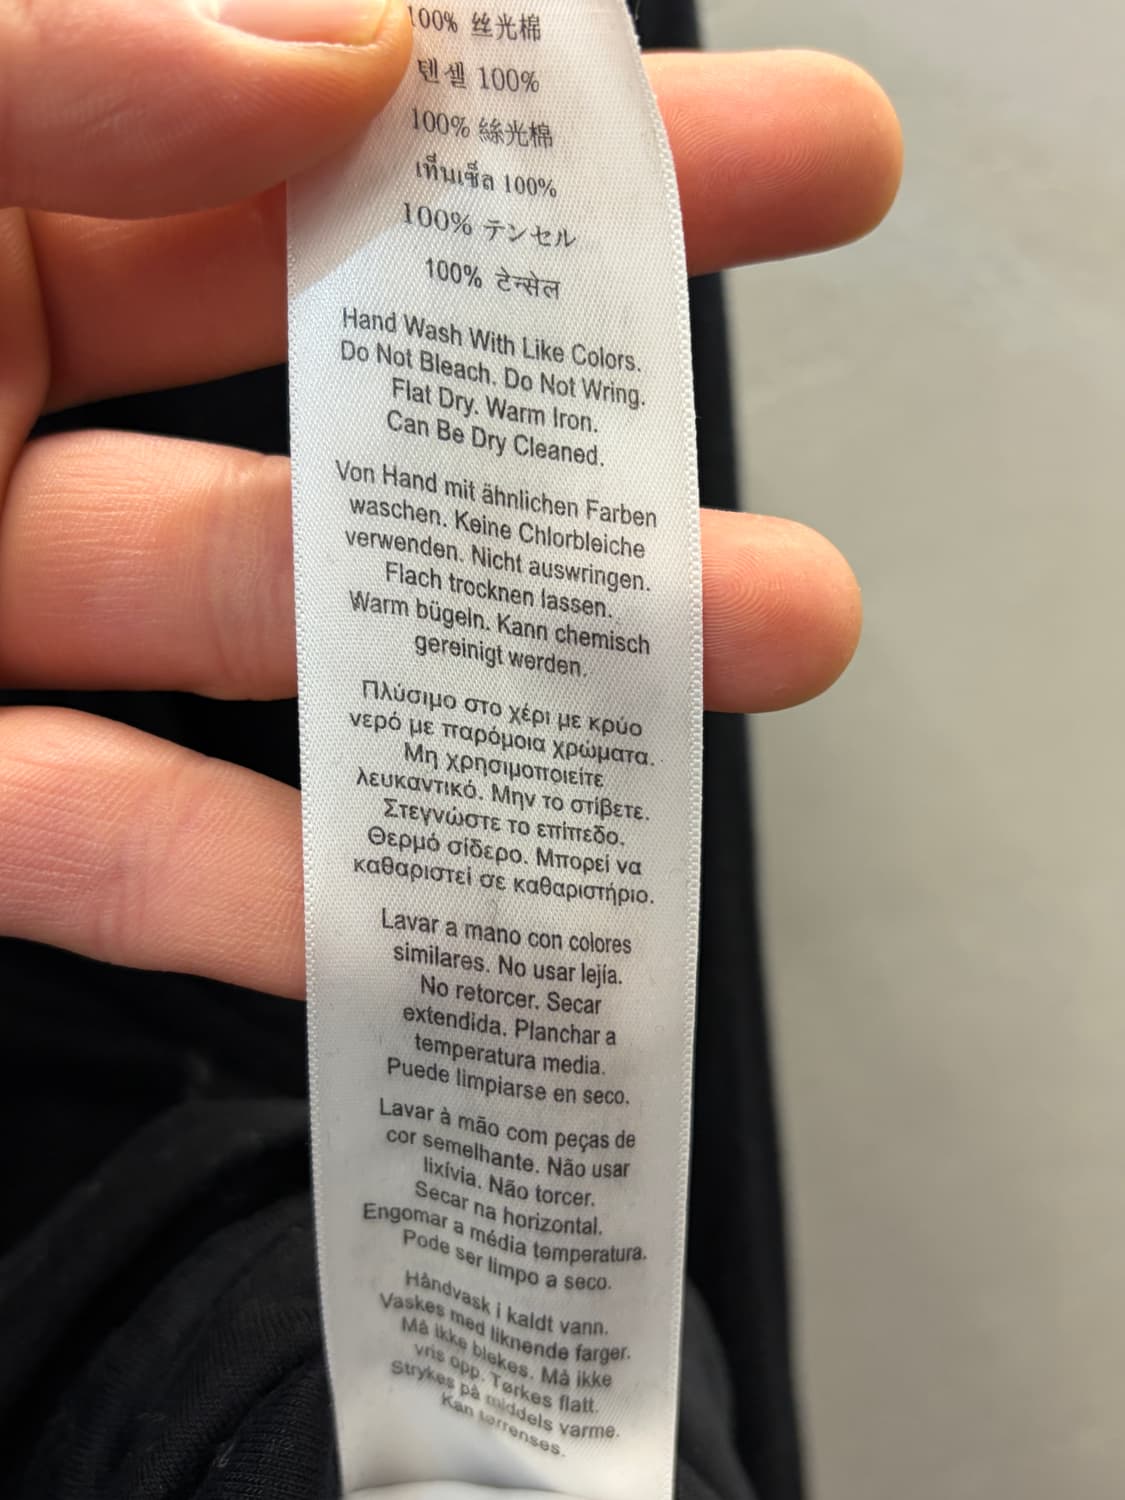 100% 丝光棉
텐셀 100%
100% 絲光棉
เท็นเซ็ล 100%
100% テンセル
100% टेन्सेल
Hand Wash With Like Colors.
Do Not Bleach. Do Not Wring.
Flat Dry. Warm Iron.
Can Be Dry Cleaned.
Von Hand mit ähnlichen Farben
waschen. Keine Chlorbleiche
verwenden. Nicht auswringen.
Flach trocknen lassen.
Warm bügeln. Kann chemisch
gereinigt werden.
Πλύσιμο στο χέρι με κρύο
νερό με παρόμοια χρώματα.
Μη χρησιμοποιείτε
λευκαντικό. Μην το στίβετε.
Στεγνώστε το επίπεδο.
Θερμό σίδερο. Μπορεί να
καθαριστεί σε καθαριστήριο.
Lavar a mano con colores
similares. No usar lejía.
No retorcer. Secar
extendida. Planchar a
temperatura media.
Puede limpiarse en seco.
Lavar à mão com peças de
cor semelhante. Não usar
lixívia. Não torcer.
Secar na horizontal.
Engomar a média temperatura.
Pode ser limpo a seco.
Håndvask i kaldt vann.
Vaskes med liknende farger.
Må ikke blekes. Må ikke
vris opp. Tørkes flatt.
Strykes på middels varme.
Kan tørrenses.